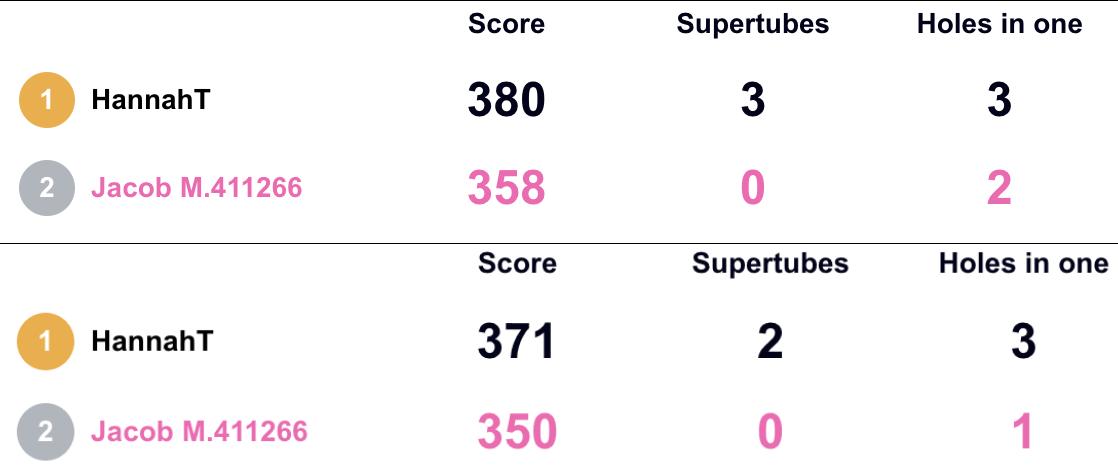 Score Supertubes Holes in one
1 HannahT 380 3 3
2 Jacob M.411266 358 0 2
Score Supertubes Holes in one
1 HannahT 371 2 3
2 Jacob M.411266 350 0 1